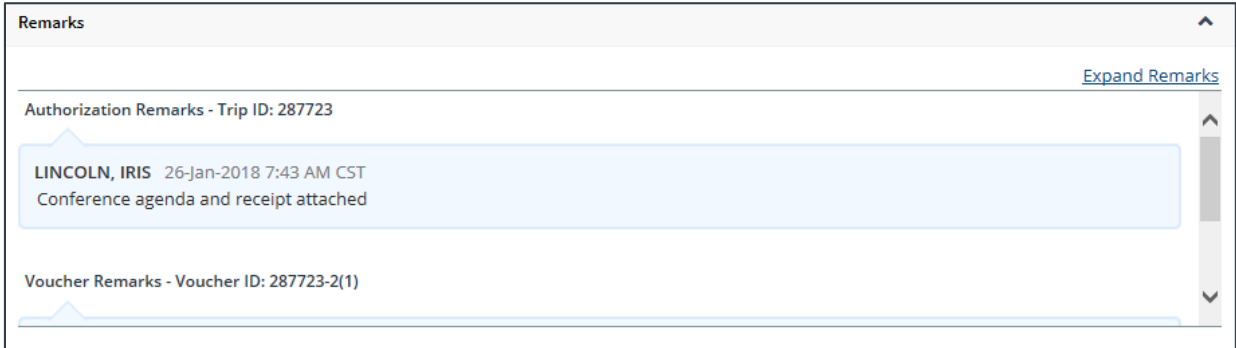 Remarks
Expand Remarks
Authorization Remarks - Trip ID: 287723
LINCOLN, IRIS 26-Jan-2018 7:43 AM CST
Conference agenda and receipt attached
Voucher Remarks - Voucher ID: 287723-2(1)